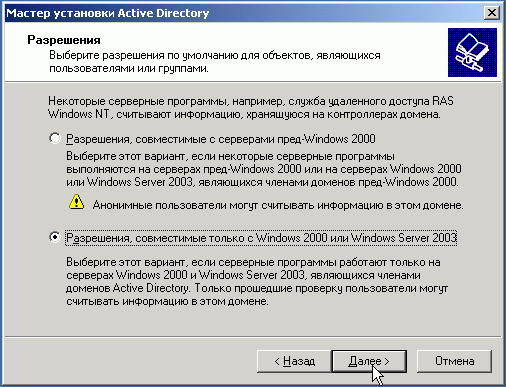 Мастер установки Active Directory
Разрешения
Выберите разрешения по умолчанию для объектов, являющихся
пользователями или группами.
Некоторые серверные программы, например, служба удаленного доступа RAS
Windows NT, считывают информацию, хранящуюся на контроллерах домена.
Разрешения, совместимые с серверами пред-Windows 2000
Выберите этот вариант, если некоторые серверные программы
выполняются на серверах пред-Windows 2000 или на серверах Windows 2000
или Windows Server 2003, являющихся членами доменов пред-Windows 2000.
Анонимные пользователи могут считывать информацию в этом домене.
Разрешения, совместимые только с Windows 2000 или Windows Server 2003
Выберите этот вариант, если серверные программы работают только на
серверах Windows 2000 и Windows Server 2003, являющихся членами
доменов Active Directory. Только прошедшие проверку пользователи могут
считывать информацию в этом домене.
< Назад Далее > Отмена